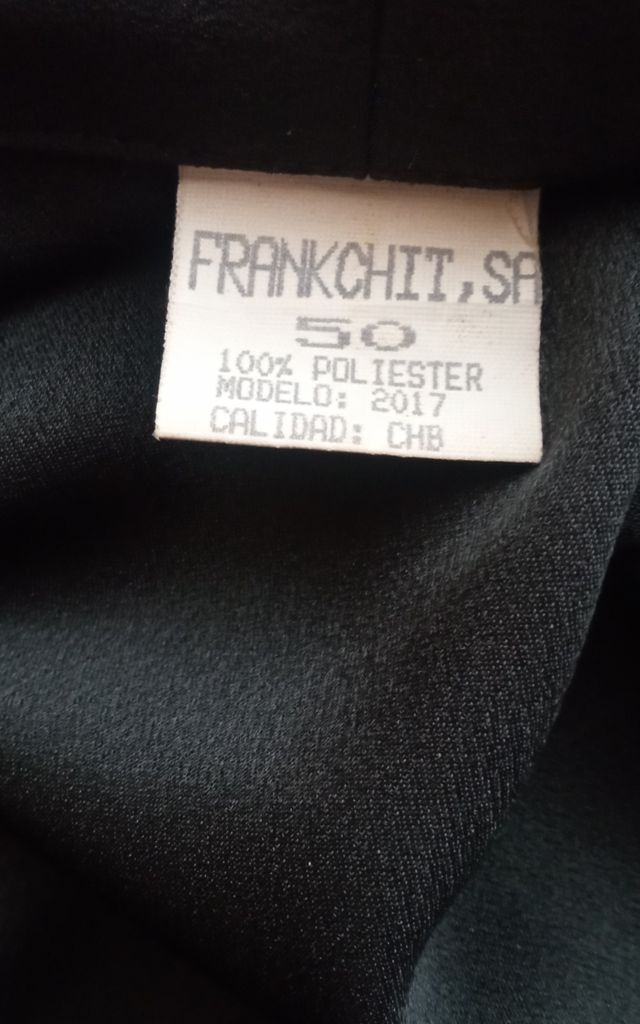 FRANKCHIT,SA
50
100% POLIESTER
MODELO: 2017
CALIDAD: CHB